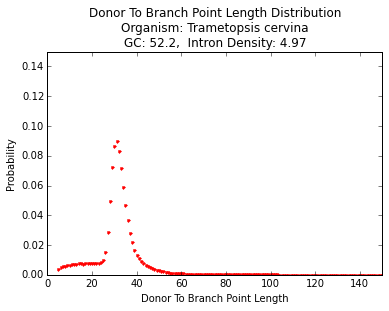 Donor To Branch Point Length Distribution
Organism: Trametopsis cervina
GC: 52.2,  Intron Density: 4.97
0.14
0.12
0.10
0.08
0.06
0.04
0.02
0.00
Probability
0 20 40 60 80 100 120 140
Donor To Branch Point Length